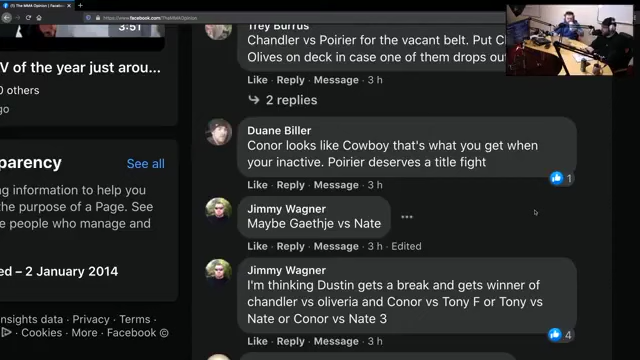 The MMA Opinion | Facebook
https://www.facebook.com/TheMMAOpinion
3:51
V of the year just arou...
0 others
go
parency
See all
ng information to help you
the purpose of a Page. See
e people who manage and
ed – 2 January 2014
nsights data · Privacy · Terms ·
· Cookies · More · Facebook ©
Trey Burrus
Chandler vs Poirier for the vacant belt. Put C
Olives on deck in case one of them drops ou
Like · Reply · Message · 3 h
2 replies
Duane Biller
Conor looks like Cowboy that's what you get when
your inactive. Poirier deserves a title fight
1
Like · Reply · Message · 3 h
Jimmy Wagner
Maybe Gaethje vs Nate
Like · Reply · Message · 3 h · Edited
Jimmy Wagner
I'm thinking Dustin gets a break and gets winner of
chandler vs oliveria and Conor vs Tony F or Tony vs
Nate or Conor vs Nate 3
4
Like · Reply · Message · 3 h